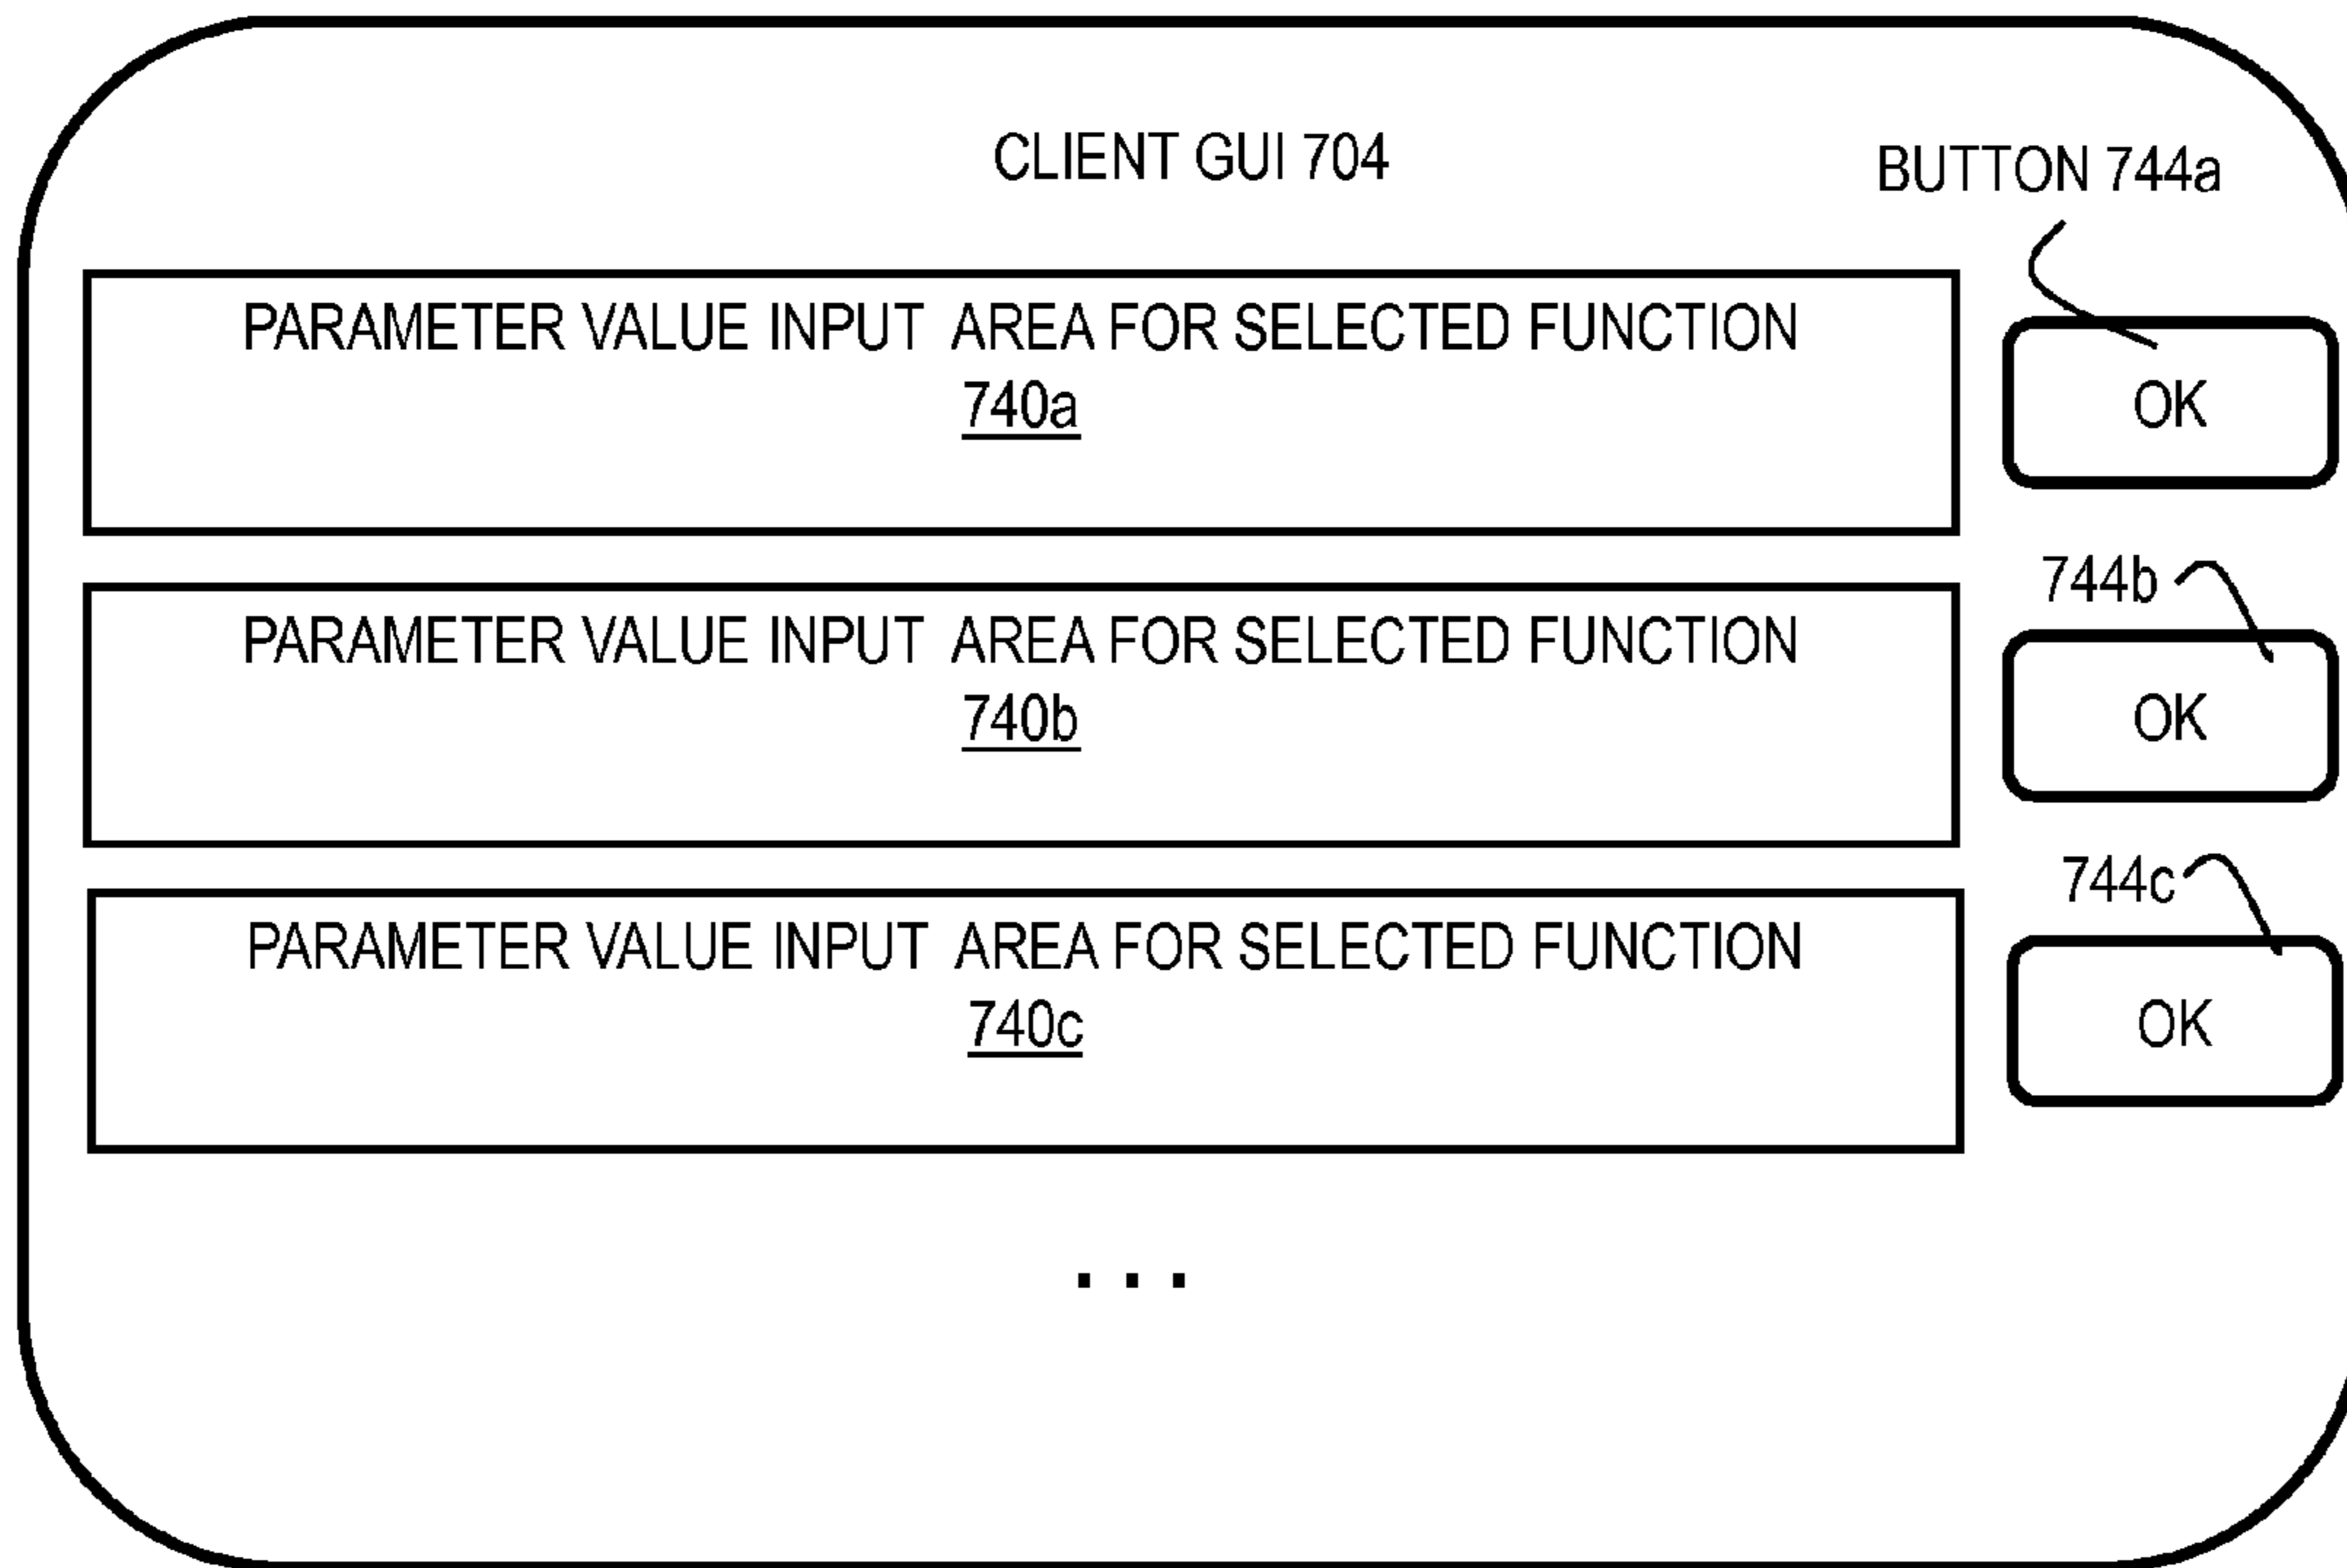 CLIENT GUI 704
BUTTON 744a
PARAMETER VALUE INPUT AREA FOR SELECTED FUNCTION
740a
OK
744b
PARAMETER VALUE INPUT AREA FOR SELECTED FUNCTION
740b
OK
744c
PARAMETER VALUE INPUT AREA FOR SELECTED FUNCTION
740c
OK
...